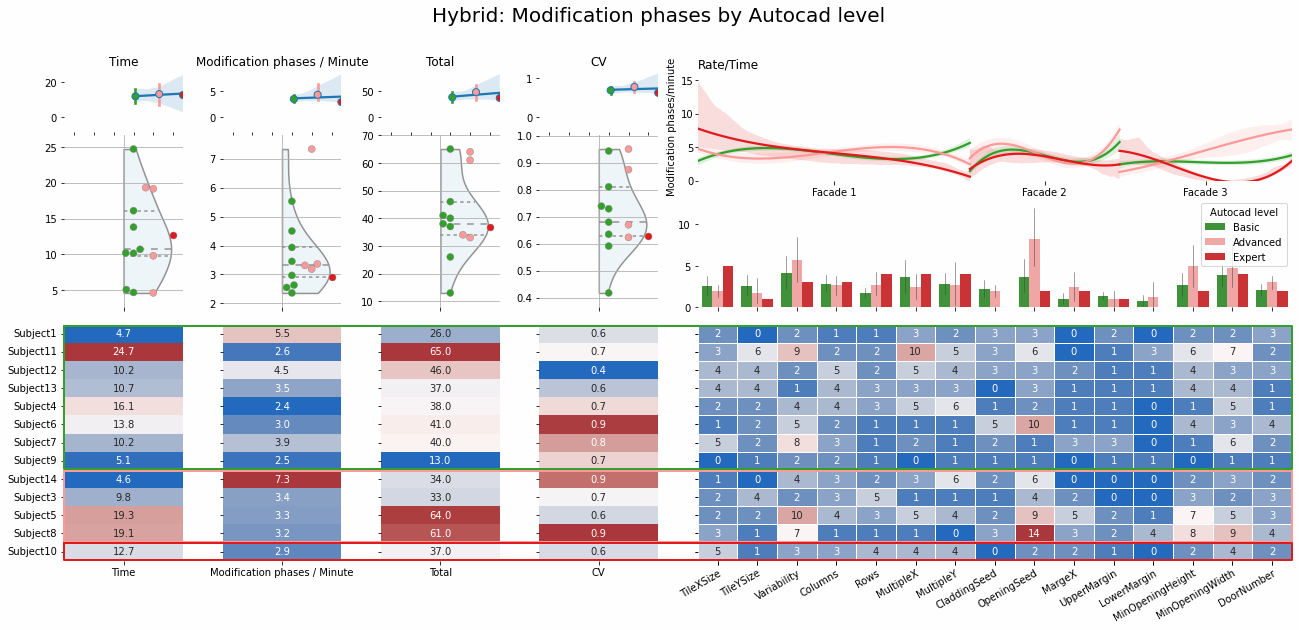 Hybrid: Modification phases by Autocad level
Time
Modification phases / Minute
Total
CV
Rate/Time
20
0
5
0
50
0
1
0
Modification phases/minute
15
10
5
0
Facade 1
Facade 2
Facade 3
25
20
15
10
5
7
6
5
4
3
2
70
60
50
40
30
20
10
1.0
0.9
0.8
0.7
0.6
0.5
0.4
10
5
0
Autocad level
Basic
Advanced
Expert
Subject1 4.7 5.5 26.0 0.6 2 0 2 1 1 3 2 3 3 0 2 0 2 2 3
Subject11 24.7 2.6 65.0 0.7 3 6 9 2 2 10 5 3 6 0 1 3 6 7 2
Subject12 10.2 4.5 46.0 0.4 4 4 2 5 2 5 4 3 3 2 1 1 4 3 3
Subject13 10.7 3.5 37.0 0.6 4 4 1 4 3 3 3 0 3 1 1 1 4 4 1
Subject4 16.1 2.4 38.0 0.7 2 2 4 4 3 5 6 1 2 1 1 0 1 5 1
Subject6 13.8 3.0 41.0 0.9 1 2 5 2 1 1 1 5 10 1 1 0 4 3 4
Subject7 10.2 3.9 40.0 0.8 5 2 8 3 1 2 1 2 1 3 3 0 1 6 2
Subject9 5.1 2.5 13.0 0.7 0 1 2 2 1 0 1 1 1 0 1 1 0 1 1
Subject14 4.6 7.3 34.0 0.9 1 0 4 3 2 3 6 2 6 0 0 0 2 3 2
Subject3 9.8 3.4 33.0 0.7 2 4 2 3 5 1 1 1 4 2 0 0 3 2 3
Subject5 19.3 3.3 64.0 0.6 2 2 10 4 3 5 4 2 9 5 2 1 7 5 3
Subject8 19.1 3.2 61.0 0.9 3 1 7 1 1 1 0 3 14 3 2 4 8 9 4
Subject10 12.7 2.9 37.0 0.6 5 1 3 3 4 4 4 0 2 2 1 0 2 4 2
Time
Modification phases / Minute
Total
CV
TileXSize
TileYSize
Variability
Columns
Rows
MultipleX
MultipleY
CladdingSeed
OpeningSeed
MargeX
UpperMargin
LowerMargin
MinOpeningHeight
MinOpeningWidth
DoorNumber